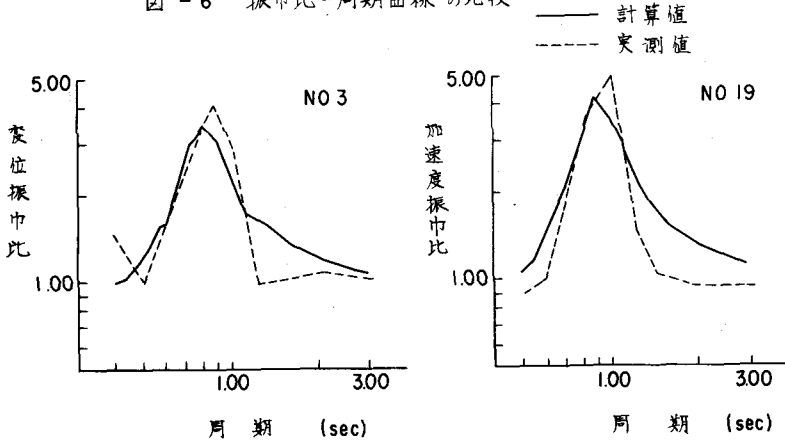 図-6 振巾比-周期曲線の比較
計算値
実測値
5.00
NO 3
変位振巾比
1.00
1.00
3.00
周期 (sec)
5.00
NO 19
加速度振巾比
1.00
1.00
3.00
周期 (sec)